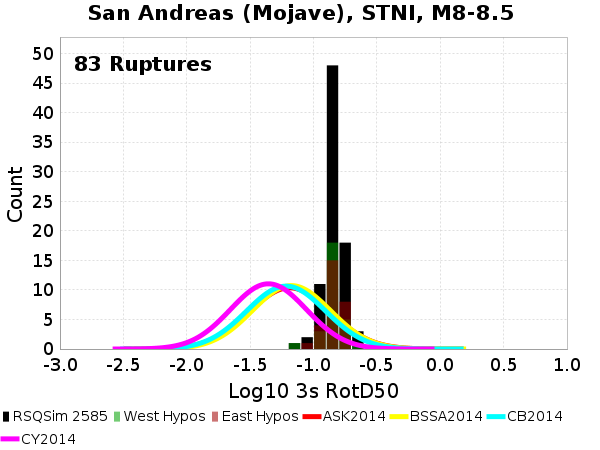 San Andreas (Mojave), STNI, M8-8.5
83 Ruptures
Count
50
45
40
35
30
25
20
15
10
5
0
-3.0 -2.5 -2.0 -1.5 -1.0 -0.5 0.0 0.5 1.0
Log10 3s RotD50
RSQSim 2585 West Hypos East Hypos ASK2014 BSSA2014 CB2014
CY2014